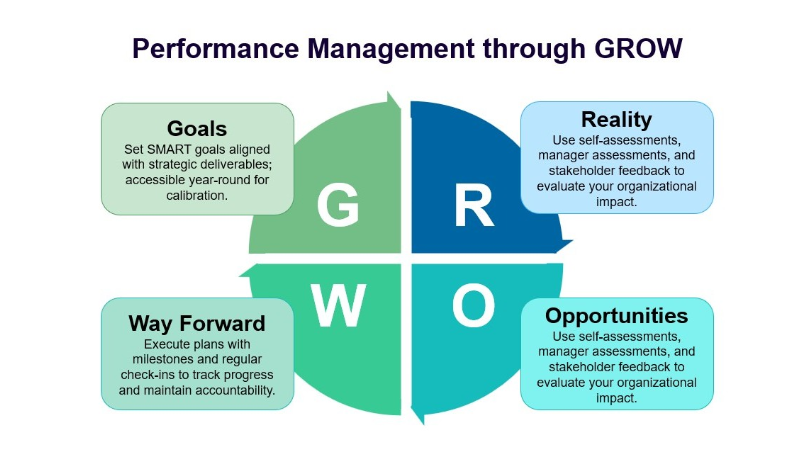 Performance Management through GROW
Goals
Set SMART goals aligned
with strategic deliverables;
accessible year-round for
calibration.
Reality
Use self-assessments,
manager assessments, and
stakeholder feedback to
evaluate your organizational
impact.
G
R
W
O
Way Forward
Execute plans with
milestones and regular
check-ins to track progress
and maintain accountability.
Opportunities
Use self-assessments,
manager assessments, and
stakeholder feedback to
evaluate your organizational
impact.